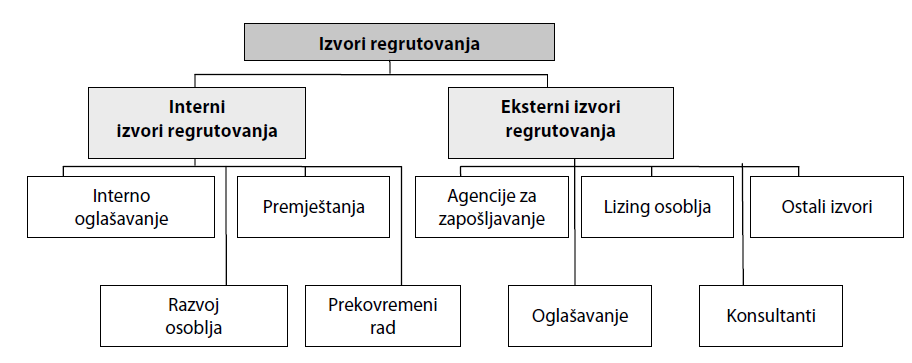 Izvori regrutovanja
Interni
izvori regrutovanja
Eksterni izvori
regrutovanja
Interno
oglašavanje
Premještanja
Agencije za
zapošljavanje
Lizing osoblja
Ostali izvori
Razvoj
osoblja
Prekovremeni
rad
Oglašavanje
Konsultanti